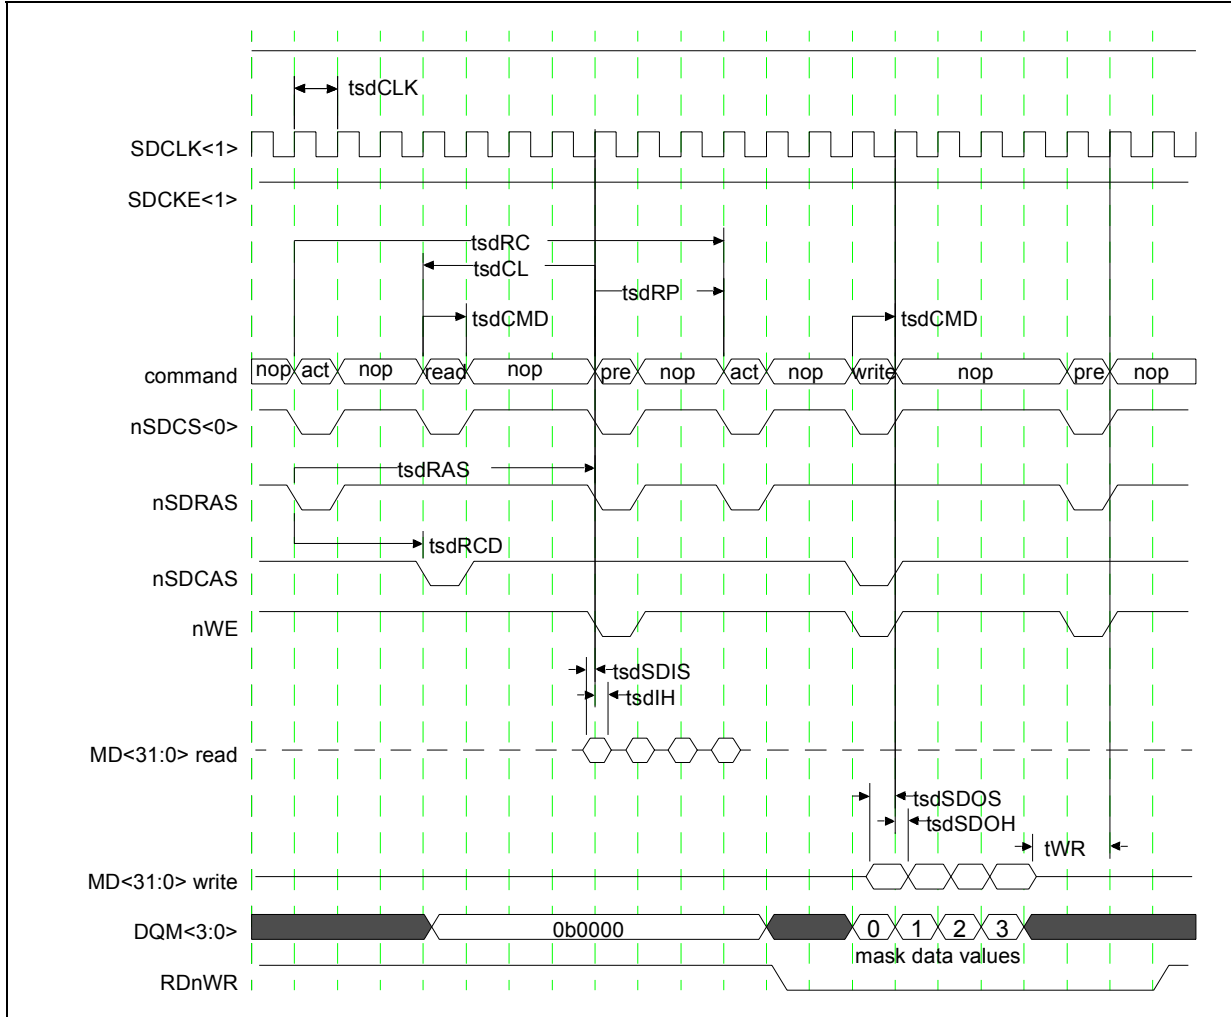 tsdCLK
SDCLK<1>
SDCKE<1>
tsdRC
tsdCL
tsdRP
tsdCMD tsdCMD
command nop act nop read nop pre nop act nop write nop pre nop
nSDCS<0>
tsdRAS
nSDRAS
tsdRCD
nSDCAS
nWE
tsdSDIS
tsdIH
MD<31:0> read
tsdSDOS
tsdSDOH
tWR
MD<31:0> write
DQM<3:0> 0b0000 0 1 2 3
mask data values
RDnWR